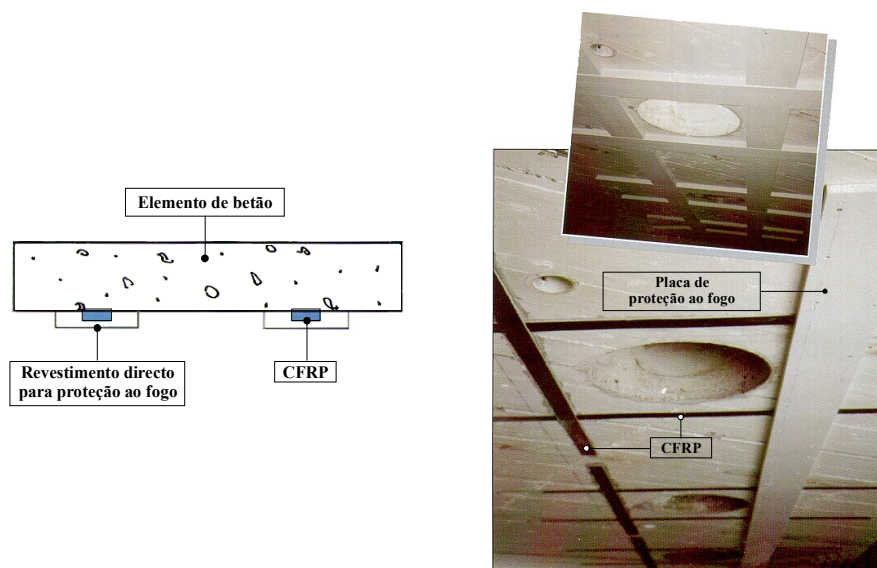 Elemento de betão
Revestimento directo
para proteção ao fogo
CFRP
Placa de
proteção ao fogo
CFRP